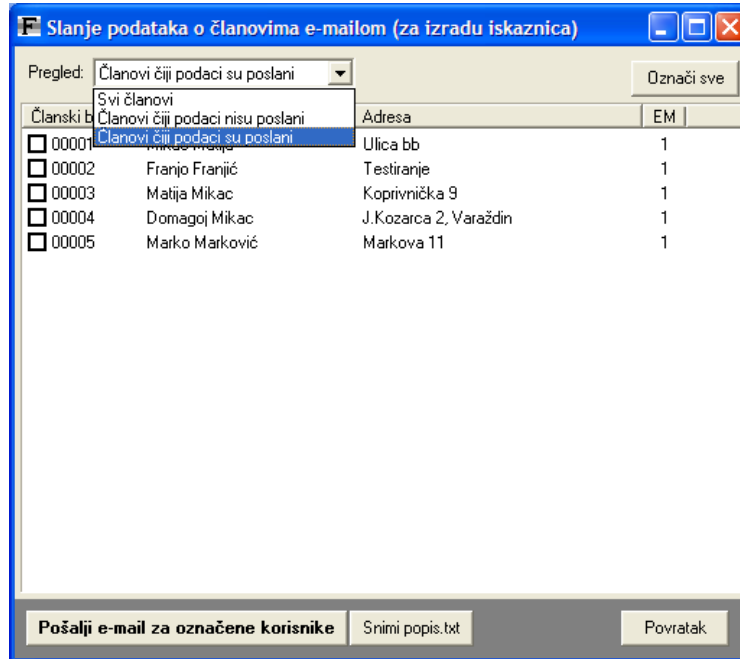 F Slanje podataka o članovima e-mailom (za izradu iskaznica)
Pregled: Članovi čiji podaci su poslani
Označi sve
Svi članovi
Članovi čiji podaci nisu poslani
Članovi čiji podaci su poslani
Članski b Adresa EM
00001 Ulica bb 1
00002 Franjo Franjić Testiranje 1
00003 Matija Mikac Koprivnička 9 1
00004 Domagoj Mikac J.Kozarca 2, Varaždin 1
00005 Marko Marković Markova 11 1
Pošalji e-mail za označene korisnike Snimi popis.txt Povratak